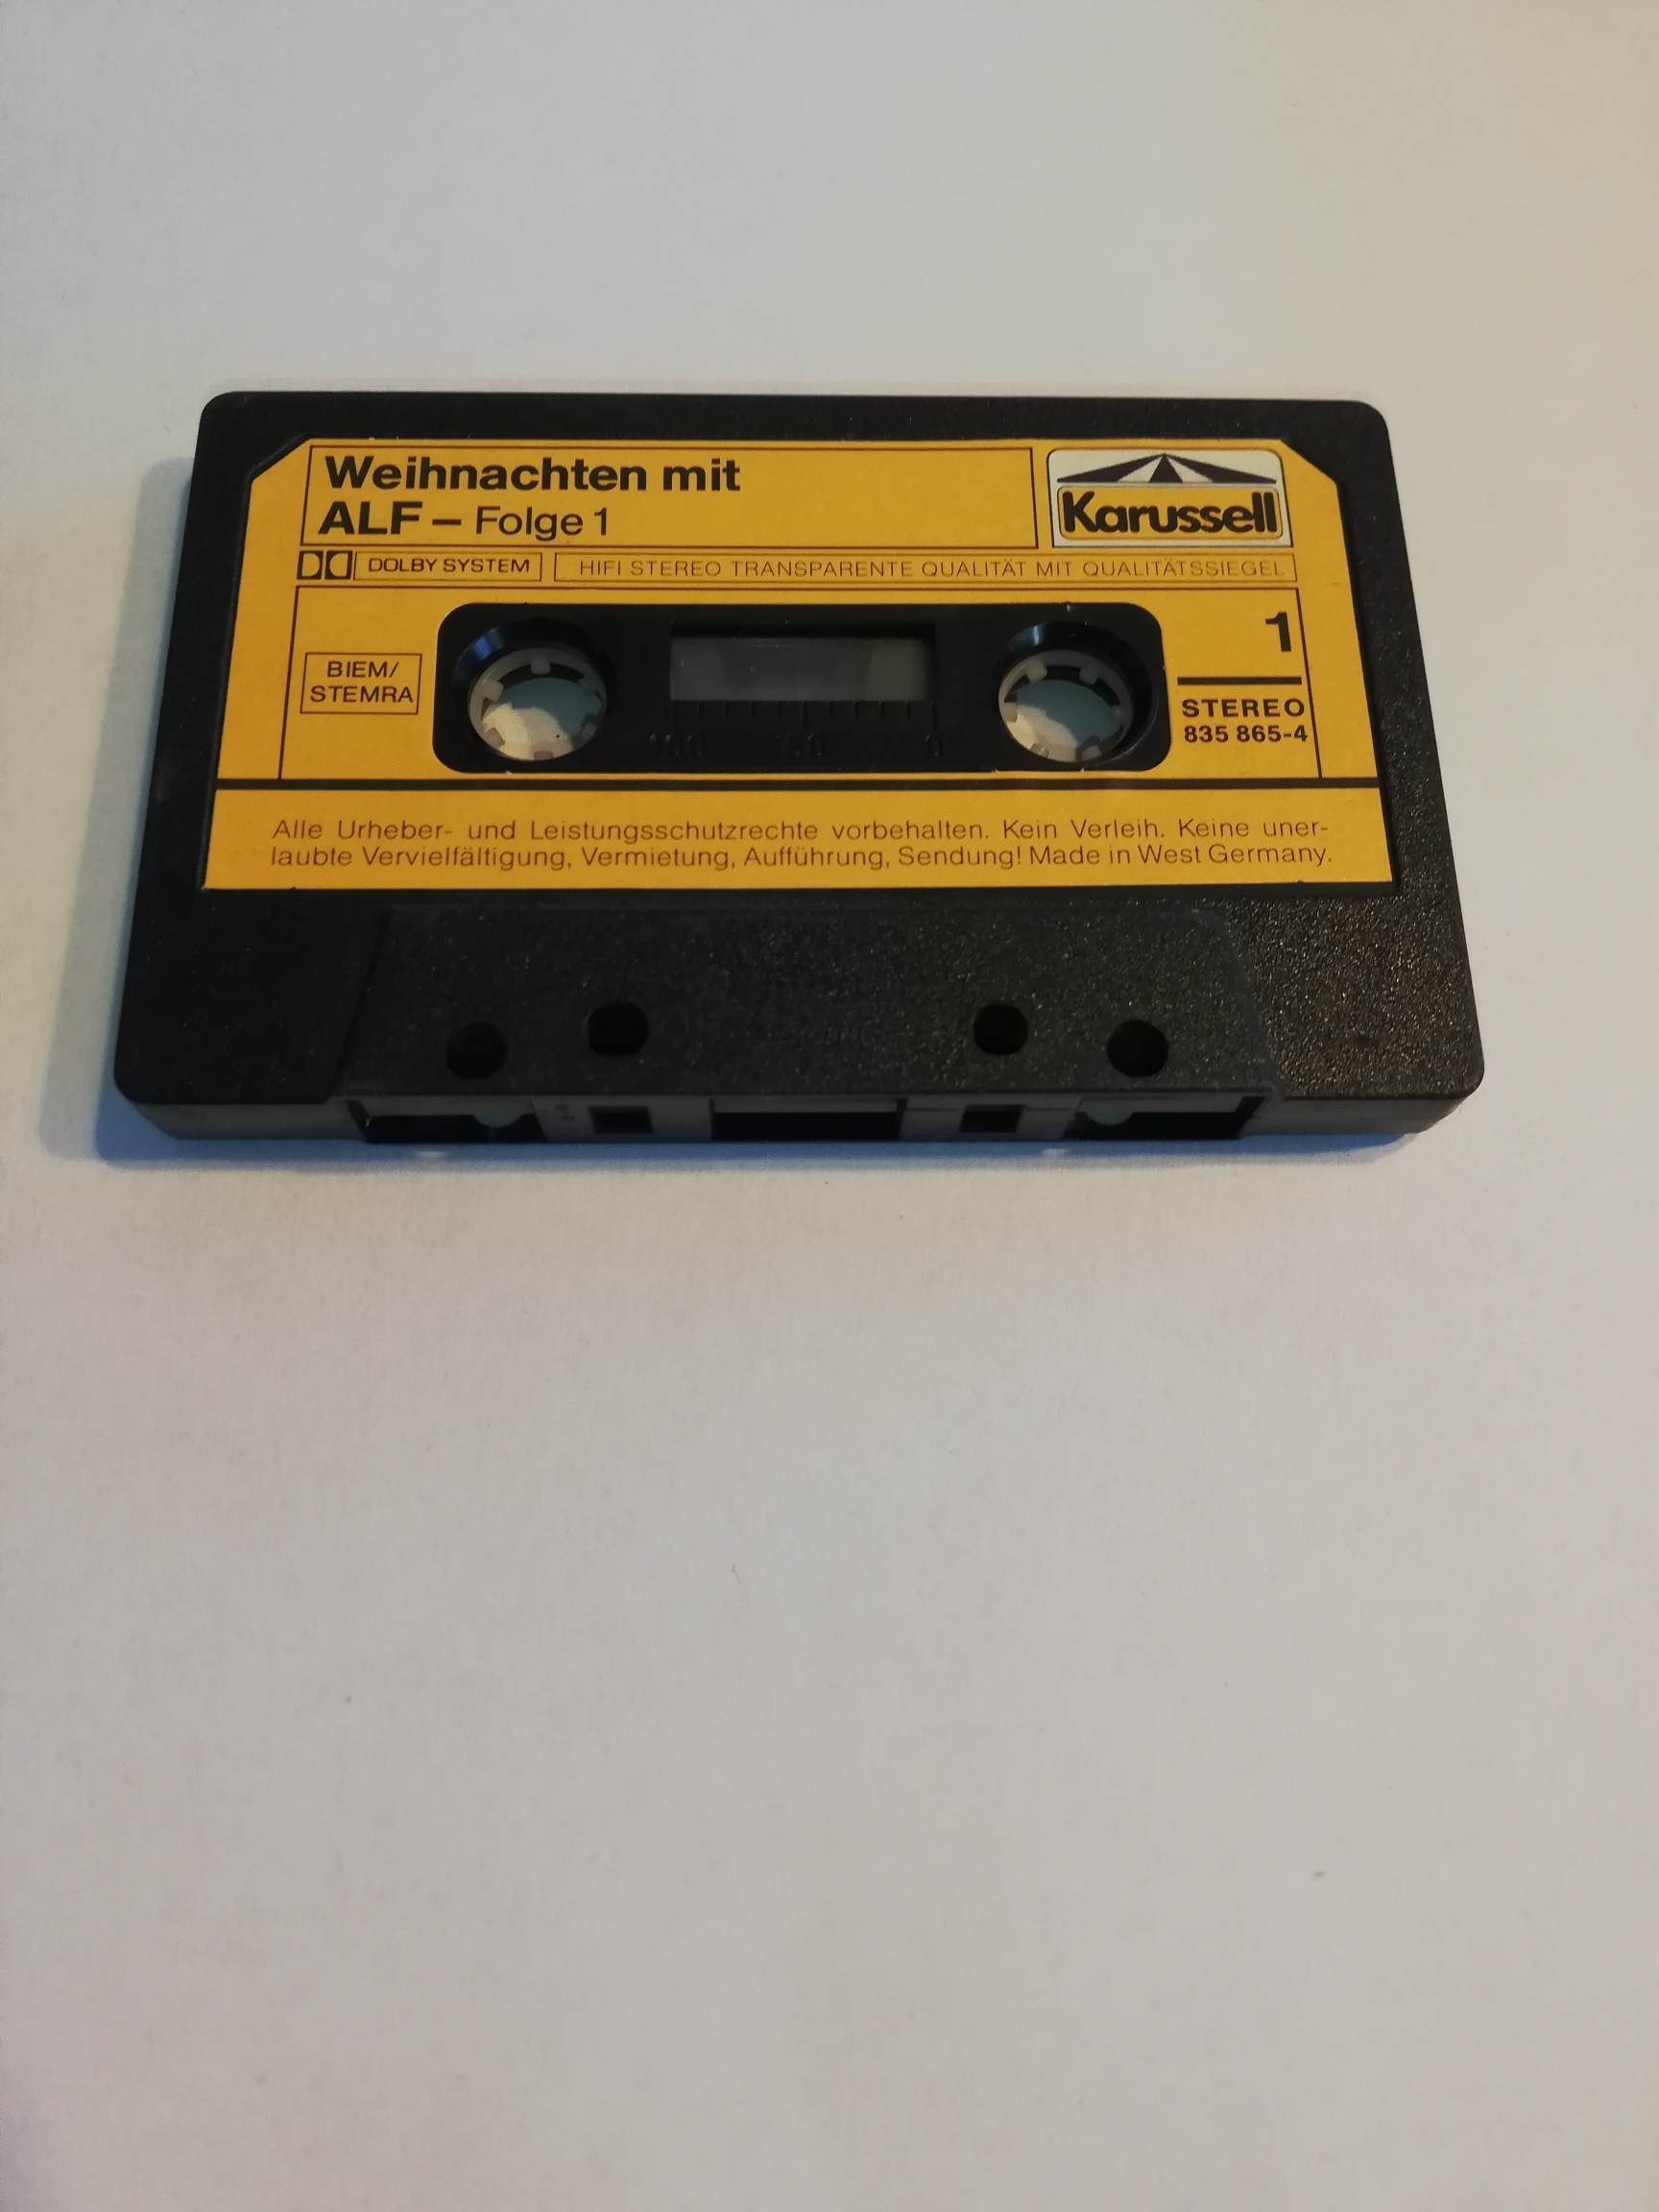 Weihnachten mit
ALF – Folge 1
Karussell
DOLBY SYSTEM
HIFI STEREO TRANSPARENTE QUALITÄT MIT QUALITÄTSSIEGEL
BIEM/
STEMRA
100 50 0
1
STEREO
835 865-4
Alle Urheber- und Leistungsschutzrechte vorbehalten. Kein Verleih. Keine uner-
laubte Vervielfältigung, Vermietung, Aufführung, Sendung! Made in West Germany.